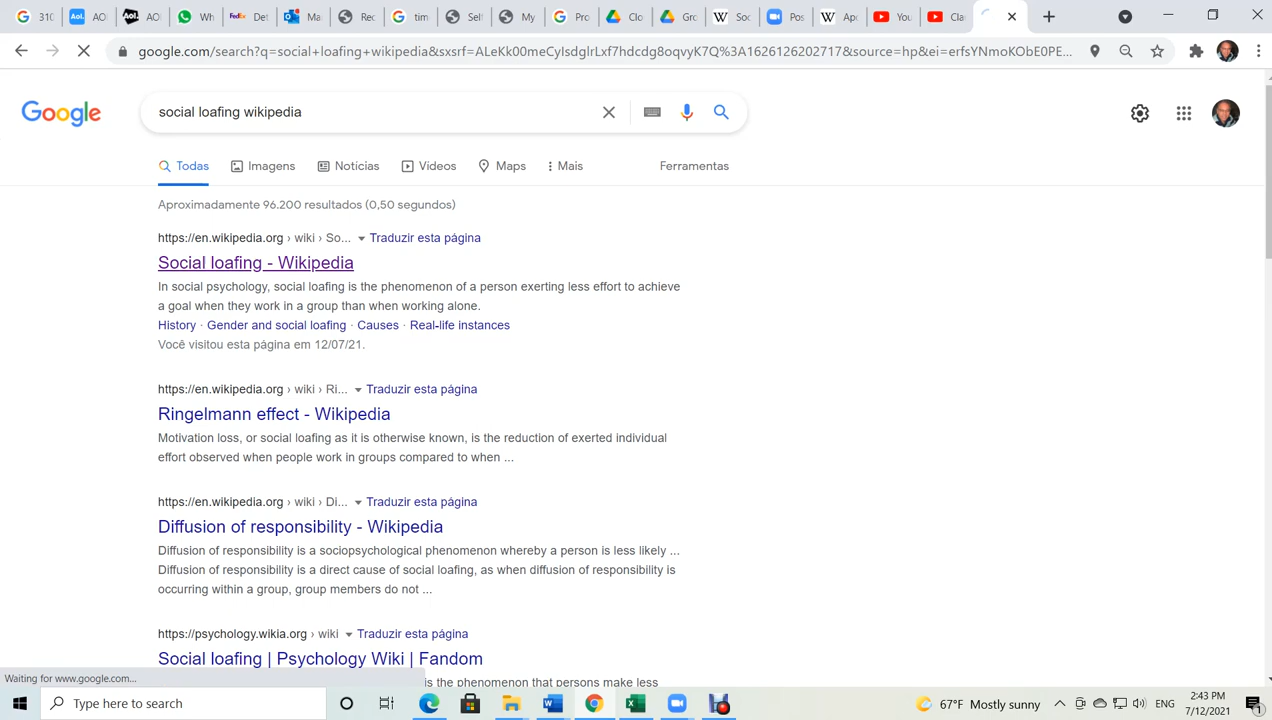 310
Aol.
AOl
Aol.
AOl
Wh
FedEx
Det
Ma
Rec
tim
Sel
My
Pro
Clo
Gro
W
Soc
Pos
W
Ap
You
Cla
google.com/search?q=social+loafing+wikipedia&sxsrf=ALeKk00meCyIsdglrLxf7hdcdg8oqvyK7Q%3A1626126202717&source=hp&ei=erfsYNmoKObE0PE...
Google
social loafing wikipedia
Todas
Imagens
Notícias
Vídeos
Maps
Mais
Ferramentas
Aproximadamente 96.200 resultados (0,50 segundos)
https://en.wikipedia.org › wiki › So... Traduzir esta página
Social loafing - Wikipedia
In social psychology, social loafing is the phenomenon of a person exerting less effort to achieve
a goal when they work in a group than when working alone.
History · Gender and social loafing · Causes · Real-life instances
Você visitou esta página em 12/07/21.
https://en.wikipedia.org › wiki › Ri... Traduzir esta página
Ringelmann effect - Wikipedia
Motivation loss, or social loafing as it is otherwise known, is the reduction of exerted individual
effort observed when people work in groups compared to when ...
https://en.wikipedia.org › wiki › Di... Traduzir esta página
Diffusion of responsibility - Wikipedia
Diffusion of responsibility is a sociopsychological phenomenon whereby a person is less likely ...
Diffusion of responsibility is a direct cause of social loafing, as when diffusion of responsibility is
occurring within a group, group members do not ...
https://psychology.wikia.org › wiki Traduzir esta página
Social loafing | Psychology Wiki | Fandom
is the phenomenon that persons make less
Waiting for www.google.com...
Type here to search
67°F Mostly sunny
ENG
2:43 PM
7/12/2021
1